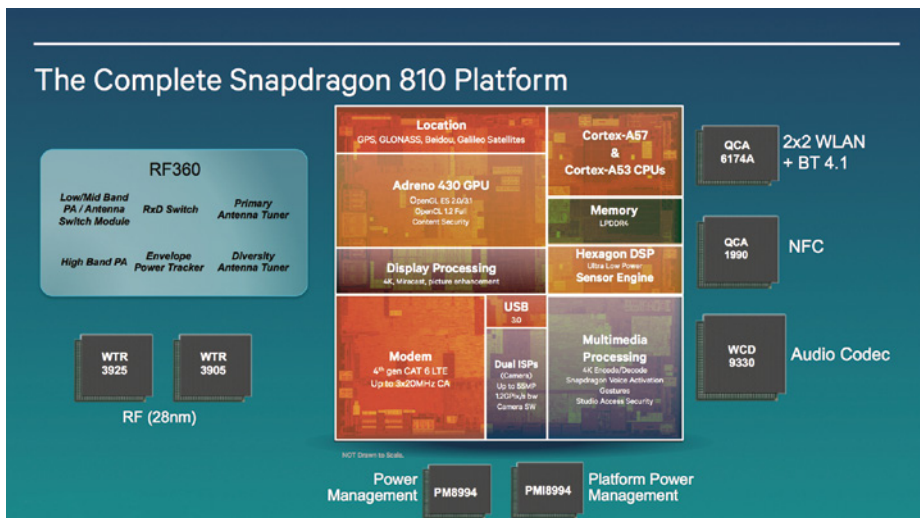 The Complete Snapdragon 810 Platform
RF360
Low/Mid Band
PA / Antenna
Switch Module
RxD Switch
Primary
Antenna Tuner
High Band PA
Envelope
Power Tracker
Diversity
Antenna Tuner
WTR
3925
WTR
3905
RF (28nm)
Location
GPS, GLONASS, Beidou, Galileo Satellites
Adreno 430 GPU
OpenGL ES 2.0/3.1
OpenCL 1.2 Full
Content Security
Display Processing
4K, Miracast, picture enhancement
Modem
4th gen CAT 6 LTE
Up to 3x20MHz CA
USB
3.0
Dual ISPs
(Camera)
Up to 55MP
1.2GPix/s bw
Camera SW
Cortex-A57
&
Cortex-A53 CPUs
Memory
LPDDR4
Hexagon DSP
Ultra Low Power
Sensor Engine
Multimedia
Processing
4K Encode/Decode
Snapdragon Voice Activation
Gestures
Studio Access Security
NOT Drawn to Scale.
QCA
6174A
2x2 WLAN
+ BT 4.1
QCA
1990
NFC
WCD
9330
Audio Codec
Power
Management
PM8994
PMI8994
Platform Power
Management